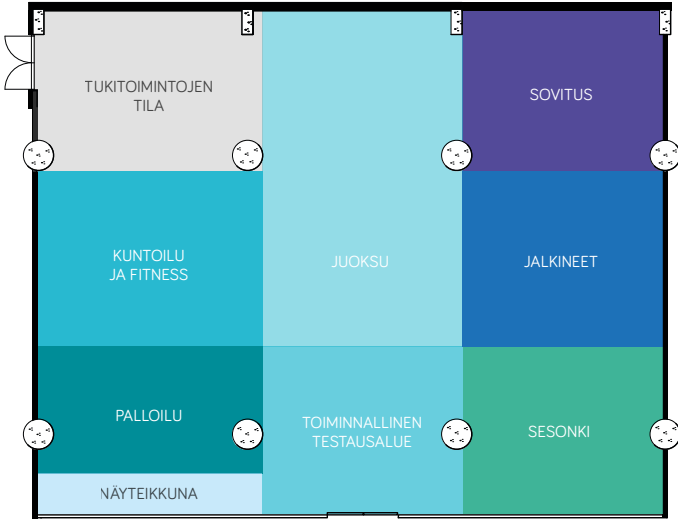 TUKITOIMINTOJEN
TILA
SOVITUS
KUNTOILU
JA FITNESS
JUOKSU
JALKINEET
PALLOILU
TOIMINNALLINEN
TESTAUSALUE
SESONKI
NÄYTEIKKUNA